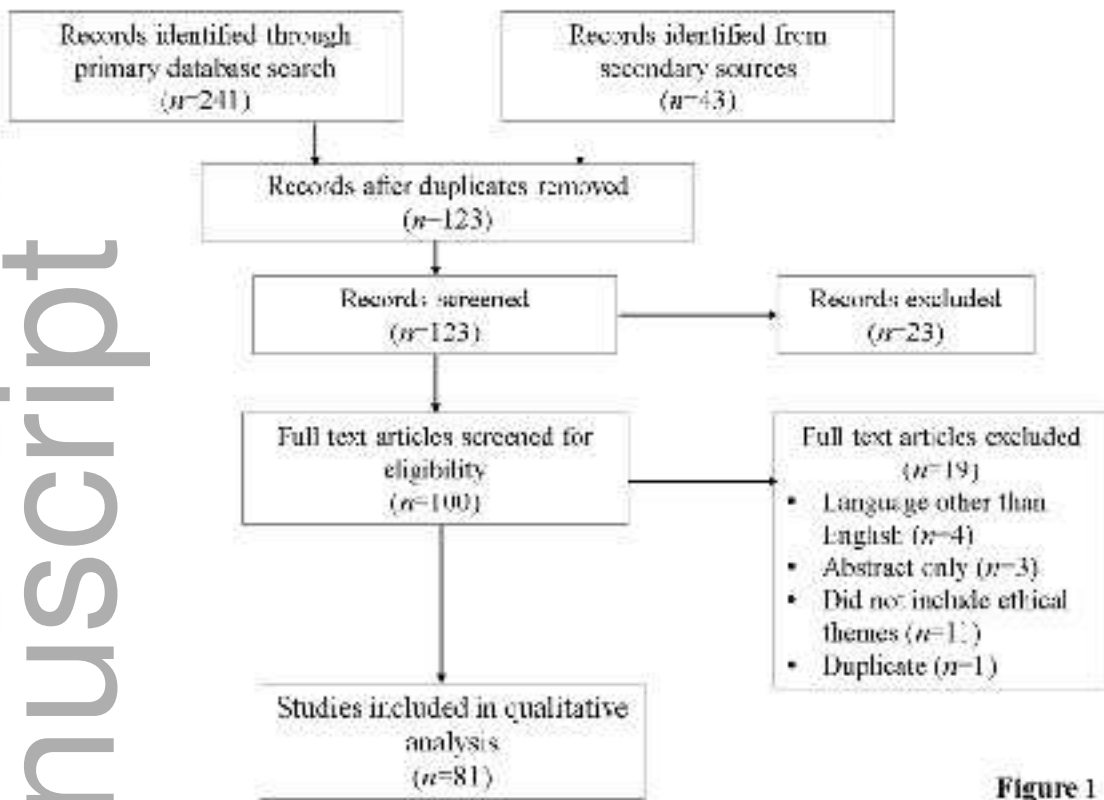 Records identified through
primary database search
(n=241)
Records identified from
secondary sources
(n=43)
Records after duplicates removed
(n=123)
Records screened
(n=123)
Records excluded
(n=23)
Full text articles screened for
eligibility
(n=100)
Full text articles excluded
(n=19)
• Language other than
English (n=4)
• Abstract only (n=3)
• Did not include ethical
themes (n=11)
• Duplicate (n=1)
Studies included in qualitative
analysis
(n=81)
Figure 1
nuscript